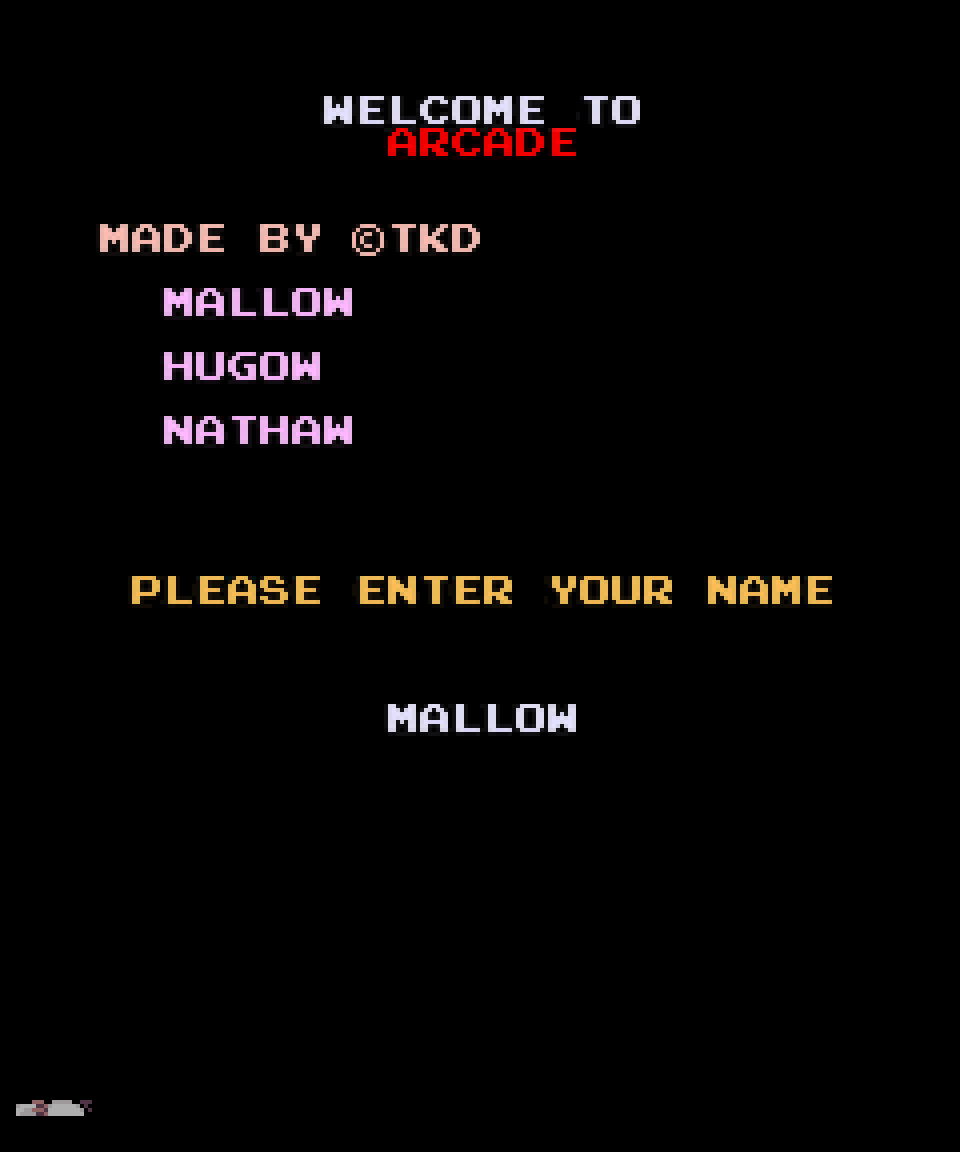 WELCOME TO
ARCADE
MADE BY ©TKD
MALLOW
HUGOW
NATHAW
PLEASE ENTER YOUR NAME
MALLOW